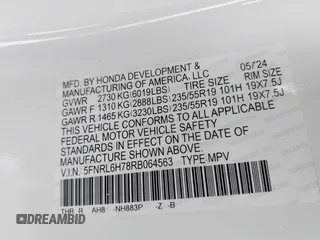 MFD. BY HONDA DEVELOPMENT & 05/24
MANUFACTURING OF AMERICA, LLC
GVWR 2730 KG(6019LBS) TIRE SIZE RIM SIZE
GAWR F 1310 KG(2888LBS) 235/55R19 101H 19X7.5J
GAWR R 1465 KG(3230LBS) 235/55R19 101H 19X7.5J
THIS VEHICLE CONFORMS TO ALL APPLICABLE
FEDERAL MOTOR VEHICLE SAFETY STANDARDS
IN EFFECT ON THE DATE OF MANUFACTURE
SHOWN ABOVE.
V.I.N.: 5FNRL6H78RB064563 TYPE:MPV
THR R AH8 -NH883P -Z -B
DREAMBID